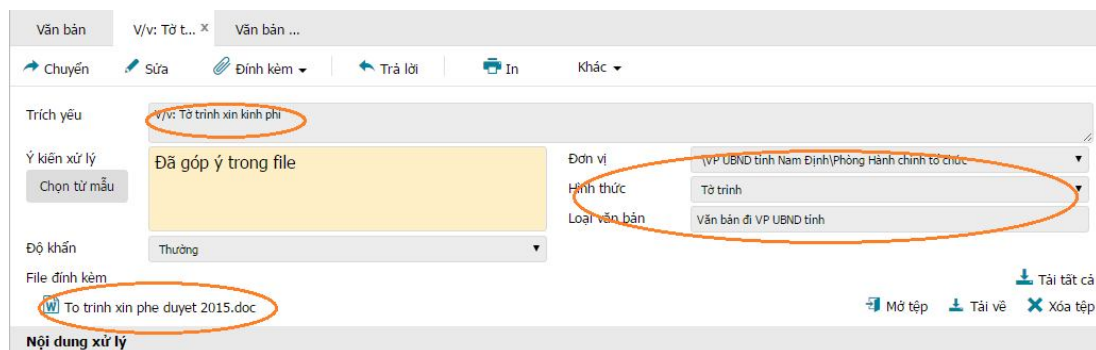 Văn bản V/v: Tờ t... x Văn bản ...
Chuyển Sửa Đính kèm Trả lời In Khác
Trích yếu V/v: Tờ trình xin kinh phí
Ý kiến xử lý Đã góp ý trong file Đơn vị \VP UBND tỉnh Nam Định\Phòng Hành chính tổ chức
Chọn từ mẫu Hình thức Tờ trình
Loại văn bản Văn bản đi VP UBND tỉnh
Độ khẩn Thường
File đính kèm Tải tất cả
To trinh xin phe duyet 2015.doc Mở tệp Tải về Xóa tệp
Nội dung xử lý